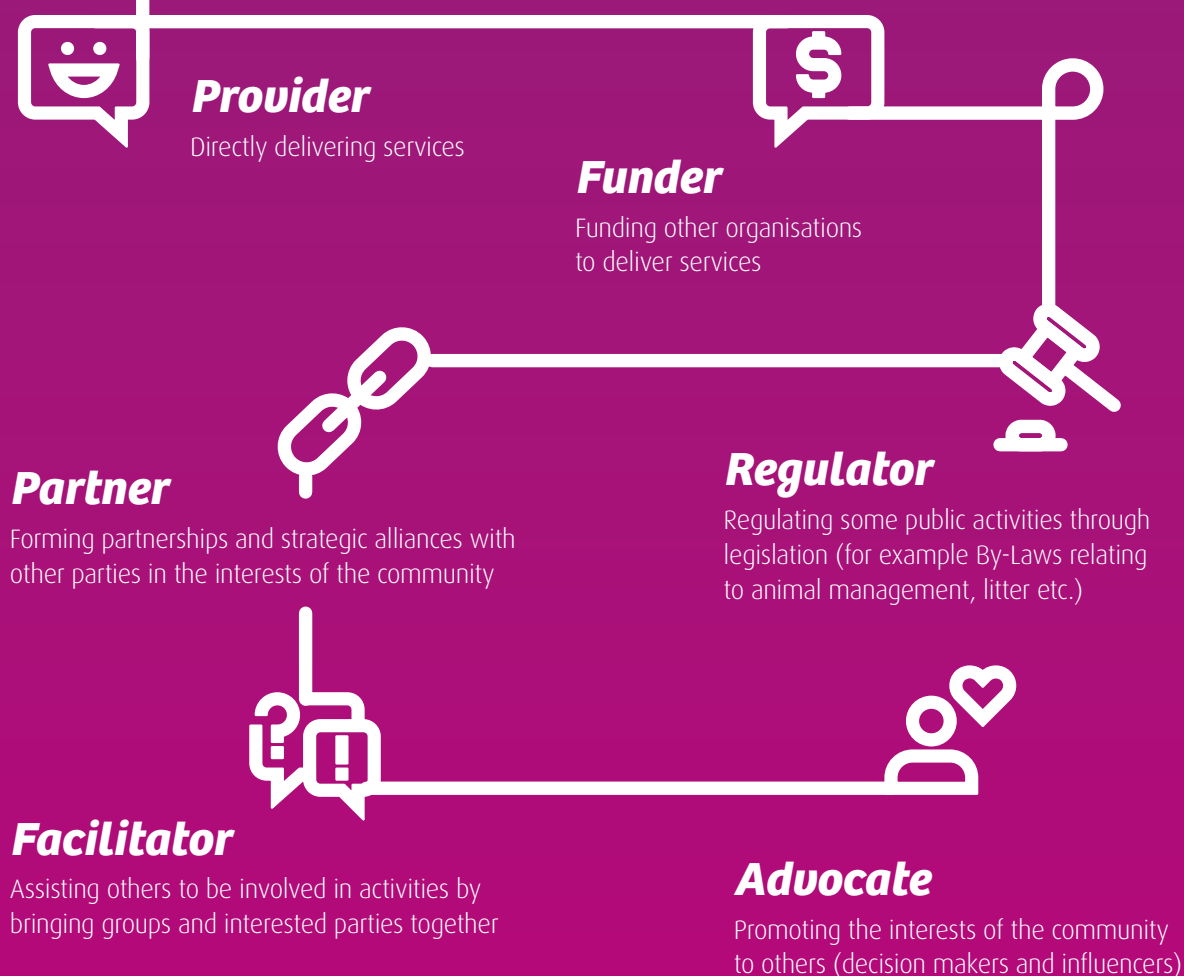 Provider
Directly delivering services
$
Funder
Funding other organisations
to deliver services
Partner
Forming partnerships and strategic alliances with
other parties in the interests of the community
Regulator
Regulating some public activities through
legislation (for example By-Laws relating
to animal management, litter etc.)
?
!
Facilitator
Assisting others to be involved in activities by
bringing groups and interested parties together
Advocate
Promoting the interests of the community
to others (decision makers and influencers)